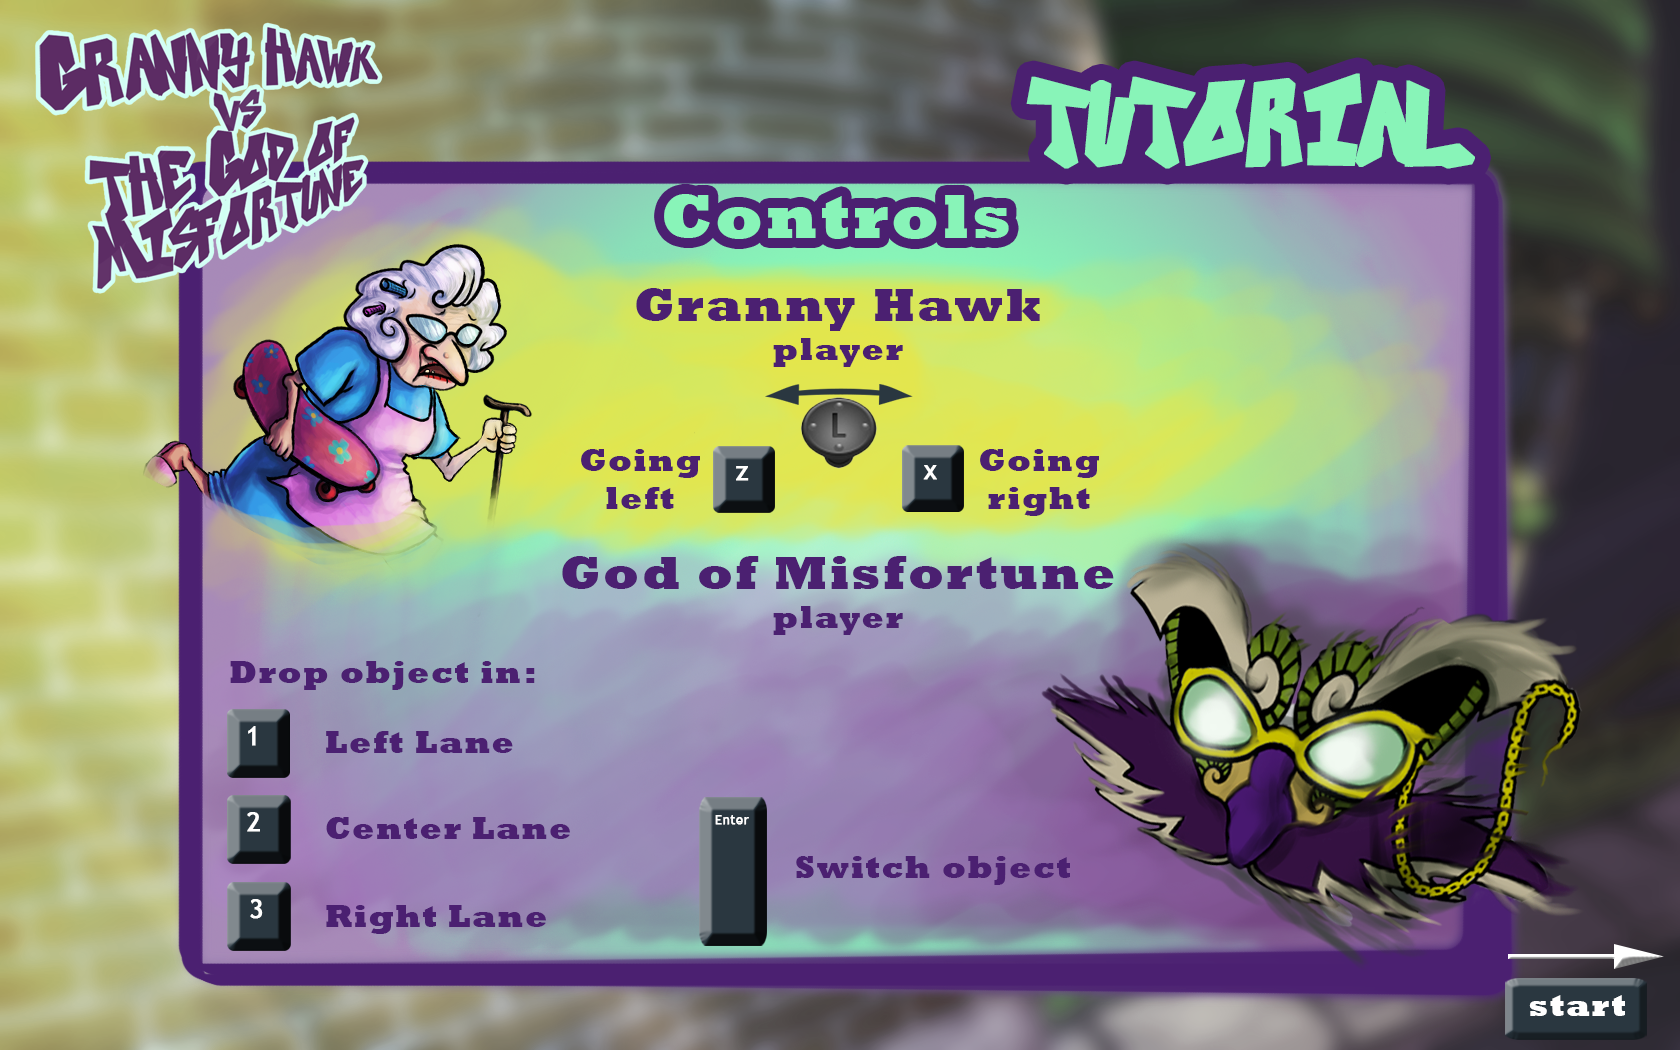 GRANNY HAWK
VS
THE GOD OF
MISFORTUNE
TUTORIAL
Controls
Granny Hawk
player
L
Going
left
Z
X
Going
right
God of Misfortune
player
Drop object in:
1
Left Lane
2
Center Lane
3
Right Lane
Enter
Switch object
start